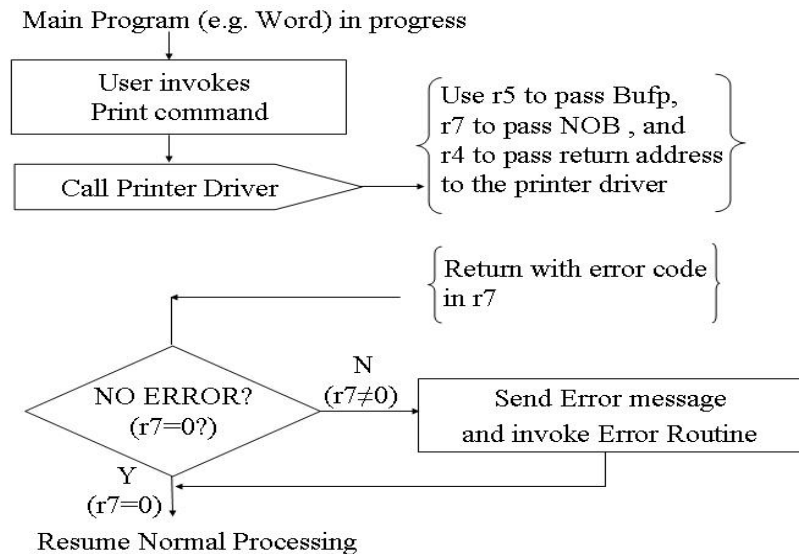 Main Program (e.g. Word) in progress
User invokes
Print command
Call Printer Driver
Use r5 to pass Bufp,
r7 to pass NOB , and
r4 to pass return address
to the printer driver
Return with error code
in r7
NO ERROR?
(r7=0?)
N
(r7≠0)
Send Error message
and invoke Error Routine
Y
(r7=0)
Resume Normal Processing